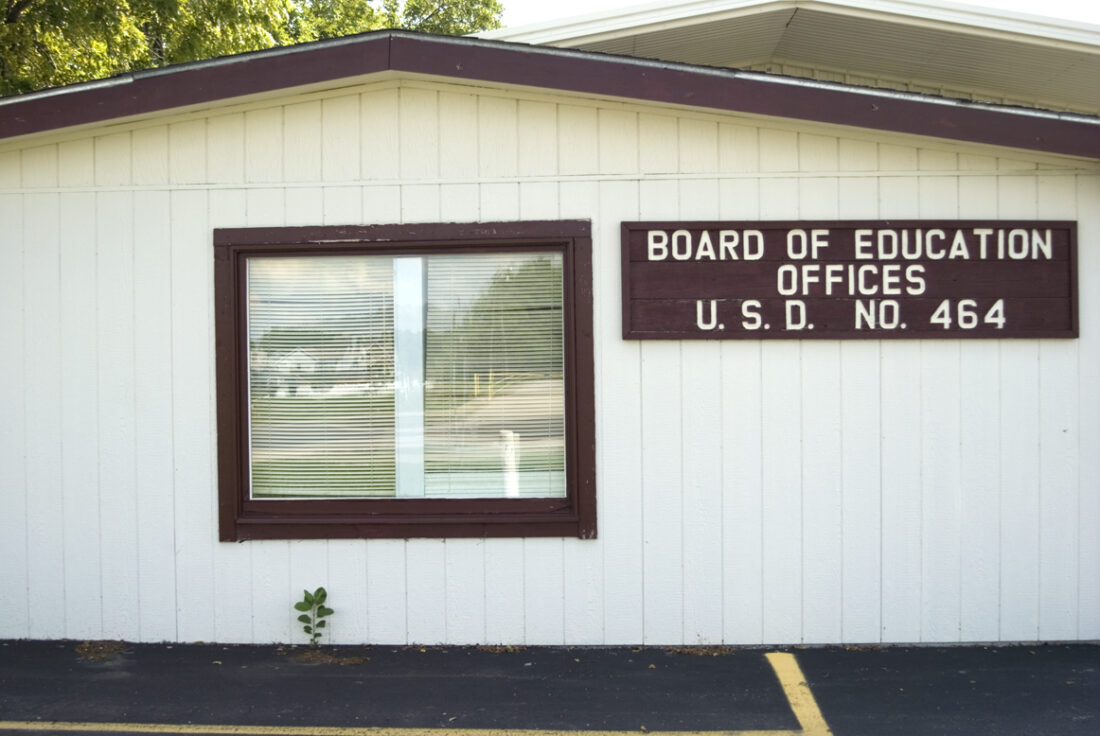 BOARD OF EDUCATION
OFFICES
U. S. D. NO. 464